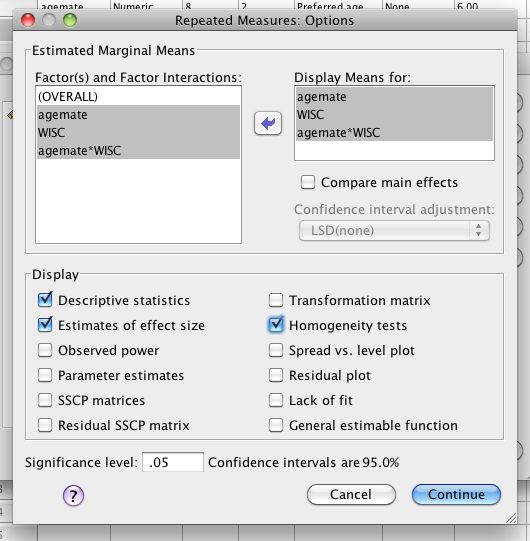 agemate Numeric 8 2 Preferred age None 6.00
Repeated Measures: Options
Estimated Marginal Means
Factor(s) and Factor Interactions:
(OVERALL)
agemate
WISC
agemate*WISC
Display Means for:
agemate
WISC
agemate*WISC
Compare main effects
Confidence interval adjustment:
LSD(none)
Display
Descriptive statistics
Transformation matrix
Estimates of effect size
Homogeneity tests
Observed power
Spread vs. level plot
Parameter estimates
Residual plot
SSCP matrices
Lack of fit
Residual SSCP matrix
General estimable function
Significance level: .05 Confidence intervals are 95.0%
?
Cancel
Continue